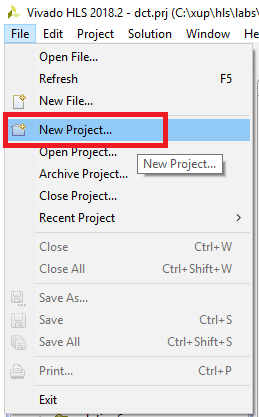 Vivado HLS 2018.2 - dct.prj (C:\xup\hls\labs\
File Edit Project Solution Window He
Open File...
Refresh F5
New File...
New Project...
Open Project...
New Project...
Archive Project...
Close Project...
Recent Project
Close Ctrl+W
Close All Ctrl+Shift+W
Save As...
Save Ctrl+S
Save All Ctrl+Shift+S
Print... Ctrl+P
Exit